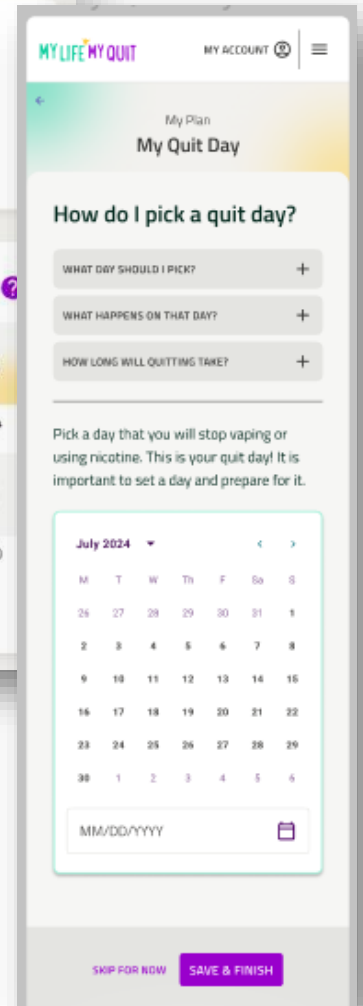 MY LIFE MY QUIT
MY ACCOUNT
My Plan
My Quit Day
How do I pick a quit day?
WHAT DAY SHOULD I PICK? +
WHAT HAPPENS ON THAT DAY? +
HOW LONG WILL QUITTING TAKE? +
Pick a day that you will stop vaping or
using nicotine. This is your quit day! It is
important to set a day and prepare for it.
July 2024
M T W Th F Sa S
26 27 28 29 30 31 1
2 3 4 5 6 7 8
9 10 11 12 13 14 15
16 17 18 19 20 21 22
23 24 25 26 27 28 29
30 1 2 3 4 5 6
MM/DD/YYYY
SKIP FOR NOW SAVE & FINISH